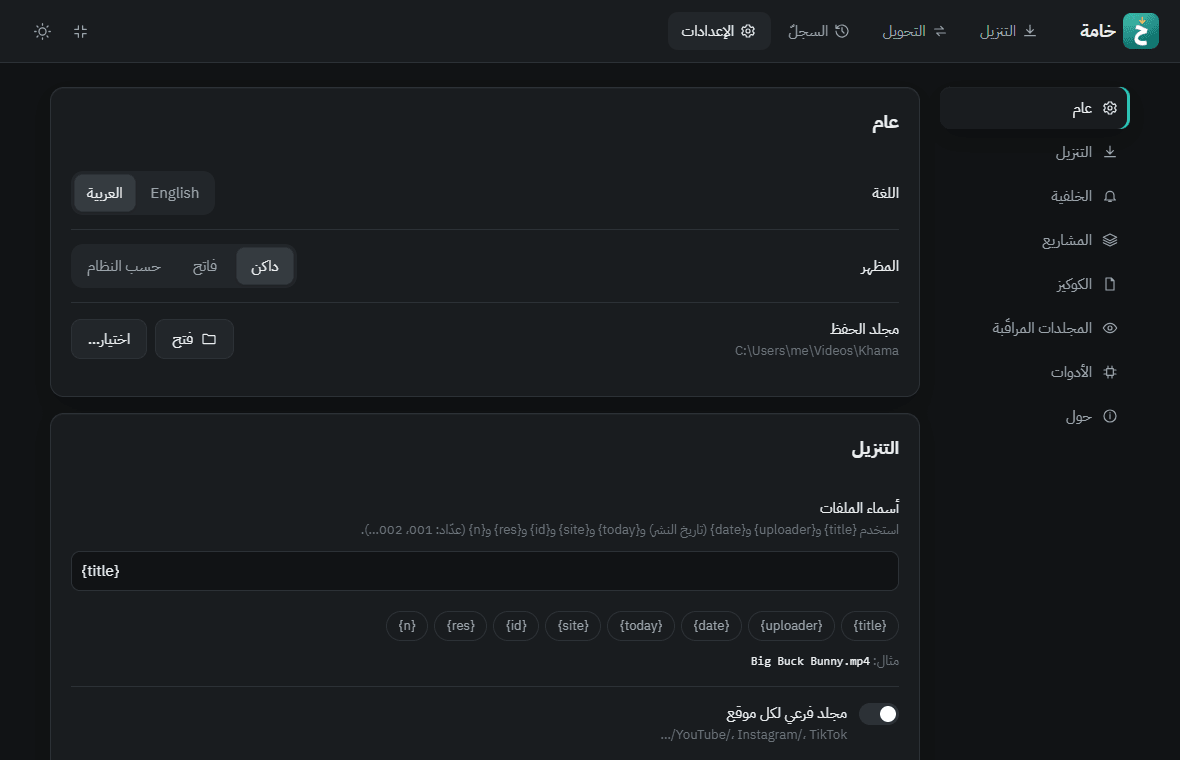 خامة
التنزيل
التحويل
السجلّ
الإعدادات
عام
التنزيل
الخلفية
المشاريع
الكوكيز
المجلدات المراقَبة
الأدوات
حول
عام
اللغة
English
العربية
المظهر
داكن
فاتح
حسب النظام
مجلد الحفظ
C:\Users\me\Videos\Khama
فتح
اختيار...
التنزيل
أسماء الملفات
استخدم {title} و{uploader} و{date} (تاريخ النشر) و{today} و{site} و{id} و{res} و{n} (عدّاد: 001، 002...).
{title}
{title}
{uploader}
{date}
{today}
{site}
{id}
{res}
{n}
مثال: Big Buck Bunny.mp4
مجلد فرعي لكل موقع
YouTube/، Instagram/، TikTok/...